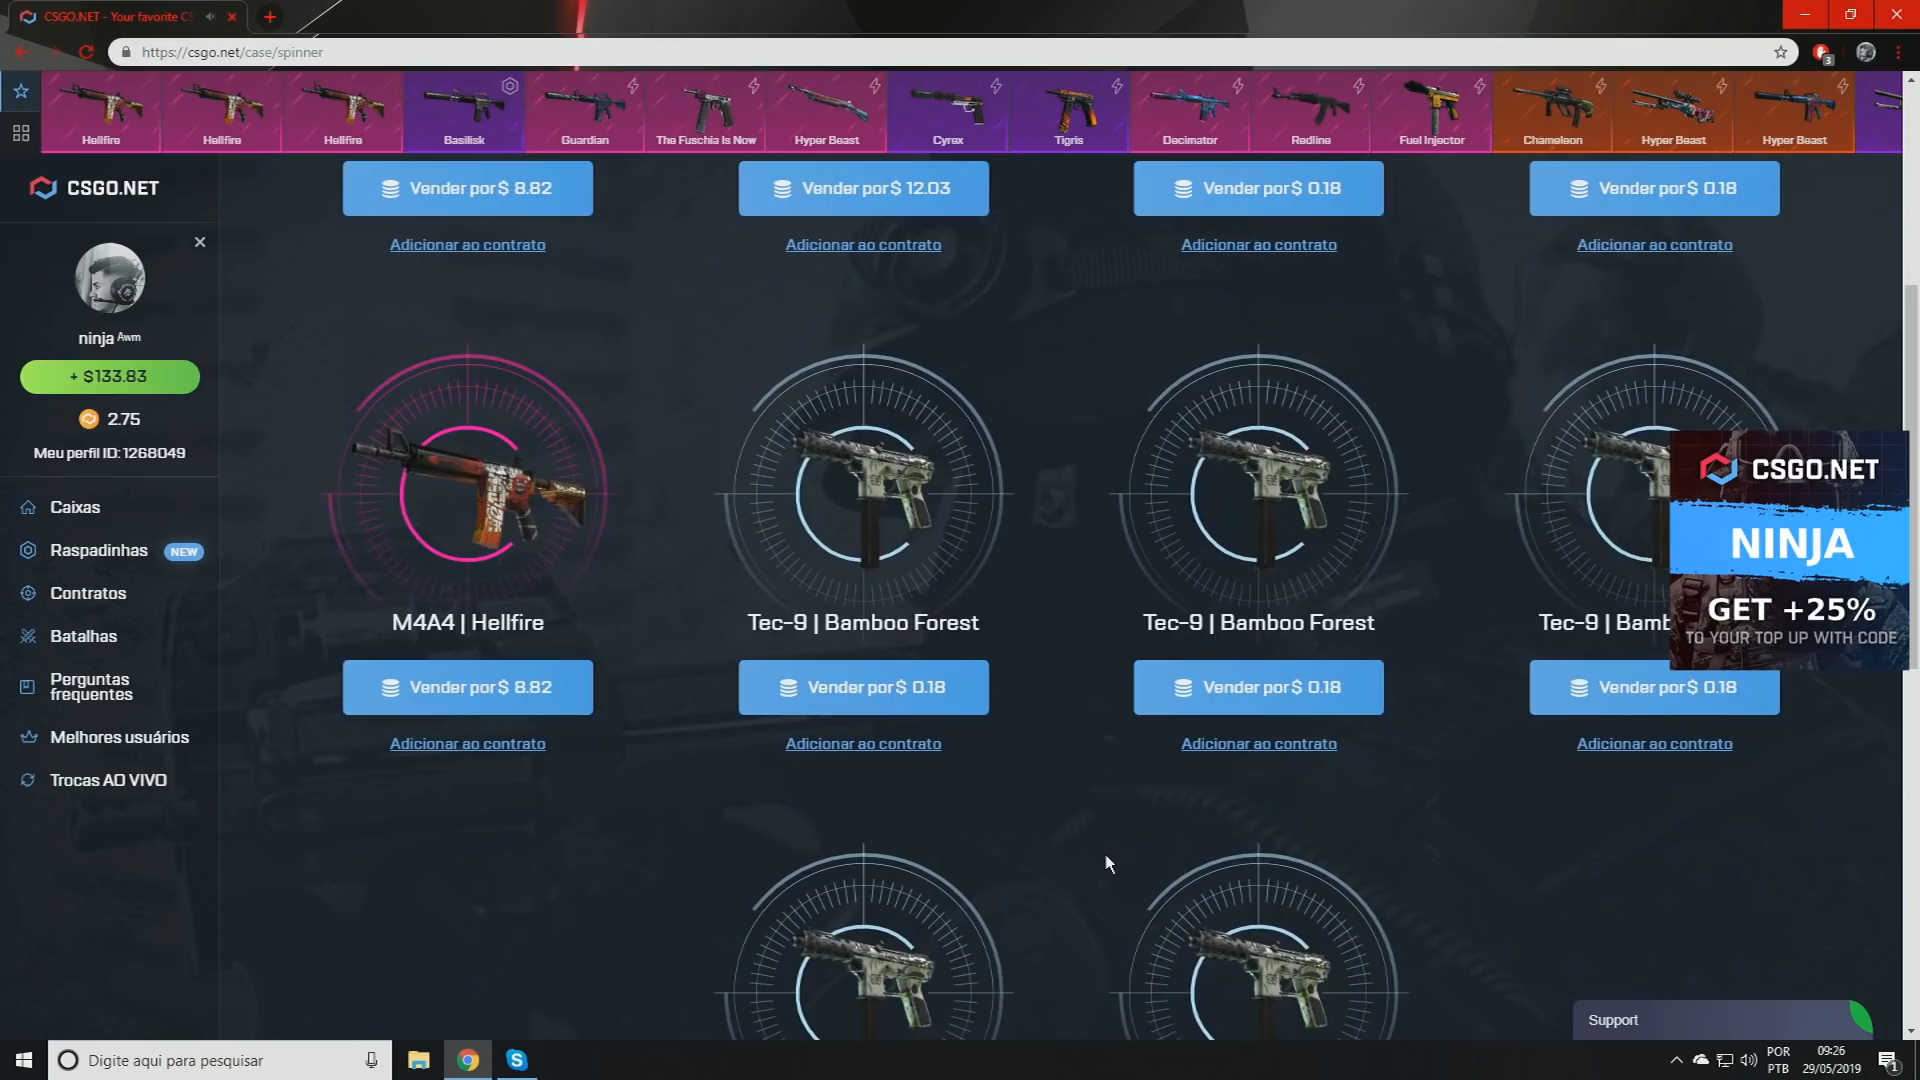 CSGO.NET - Your favorite CS
https://csgo.net/case/spinner
3
Hellfire
Hellfire
Hellfire
Basilisk
Guardian
The Fuschia Is Now
Hyper Beast
Cyrex
Tigris
Decimator
Redline
Fuel Injector
Chameleon
Hyper Beast
Hyper Beast
CSGO.NET
ninja Awm
+ $133.83
2.75
Meu perfil ID: 1268049
Caixas
Raspadinhas NEW
Contratos
Batalhas
Perguntas
frequentes
Melhores usuários
Trocas AO VIVO
Vender por $ 8.82
Vender por $ 12.03
Vender por $ 0.18
Vender por $ 0.18
Adicionar ao contrato
Adicionar ao contrato
Adicionar ao contrato
Adicionar ao contrato
M4A4 | Hellfire
Tec-9 | Bamboo Forest
Tec-9 | Bamboo Forest
Tec-9 | Bamb
Vender por $ 8.82
Vender por $ 0.18
Vender por $ 0.18
Vender por $ 0.18
Adicionar ao contrato
Adicionar ao contrato
Adicionar ao contrato
Adicionar ao contrato
CSGO.NET
NINJA
GET +25%
TO YOUR TOP UP WITH CODE
Support
Digite aqui para pesquisar
POR
PTB
09:26
29/05/2019
1